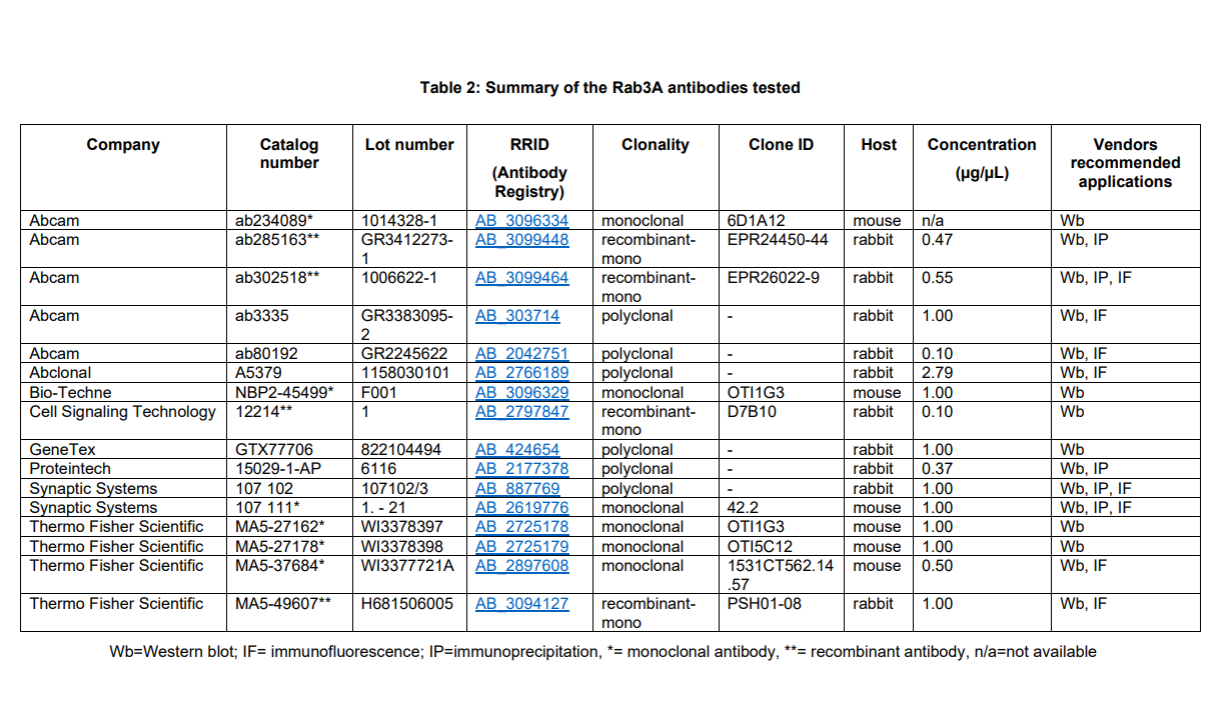 Table 2: Summary of the Rab3A antibodies tested
Company Catalog number Lot number RRID (Antibody Registry) Clonality Clone ID Host Concentration (µg/µL) Vendors recommended applications
Abcam ab234089* 1014328-1 AB_3096334 monoclonal 6D1A12 mouse n/a Wb
Abcam ab285163** GR3412273-1 AB_3099448 recombinant-mono EPR24450-44 rabbit 0.47 Wb, IP
Abcam ab302518** 1006622-1 AB_3099464 recombinant-mono EPR26022-9 rabbit 0.55 Wb, IP, IF
Abcam ab3335 GR3383095-2 AB_303714 polyclonal - rabbit 1.00 Wb, IF
Abcam ab80192 GR2245622 AB_2042751 polyclonal - rabbit 0.10 Wb, IF
Abclonal A5379 1158030101 AB_2766189 polyclonal - rabbit 2.79 Wb, IF
Bio-Techne NBP2-45499* F001 AB_3096329 monoclonal OTI1G3 mouse 1.00 Wb
Cell Signaling Technology 12214** 1 AB_2797847 recombinant-mono D7B10 rabbit 0.10 Wb
GeneTex GTX77706 822104494 AB_424654 polyclonal - rabbit 1.00 Wb
Proteintech 15029-1-AP 6116 AB_2177378 polyclonal - rabbit 0.37 Wb, IP
Synaptic Systems 107 102 107102/3 AB_887769 polyclonal - rabbit 1.00 Wb, IP, IF
Synaptic Systems 107 111* 1. - 21 AB_2619776 monoclonal 42.2 mouse 1.00 Wb, IP, IF
Thermo Fisher Scientific MA5-27162* WI3378397 AB_2725178 monoclonal OTI1G3 mouse 1.00 Wb
Thermo Fisher Scientific MA5-27178* WI3378398 AB_2725179 monoclonal OTI5C12 mouse 1.00 Wb
Thermo Fisher Scientific MA5-37684* WI3377721A AB_2897608 monoclonal 1531CT562.14.57 mouse 0.50 Wb, IF
Thermo Fisher Scientific MA5-49607** H681506005 AB_3094127 recombinant-mono PSH01-08 rabbit 1.00 Wb, IF
Wb=Western blot; IF= immunofluorescence; IP=immunoprecipitation, *= monoclonal antibody, **= recombinant antibody, n/a=not available